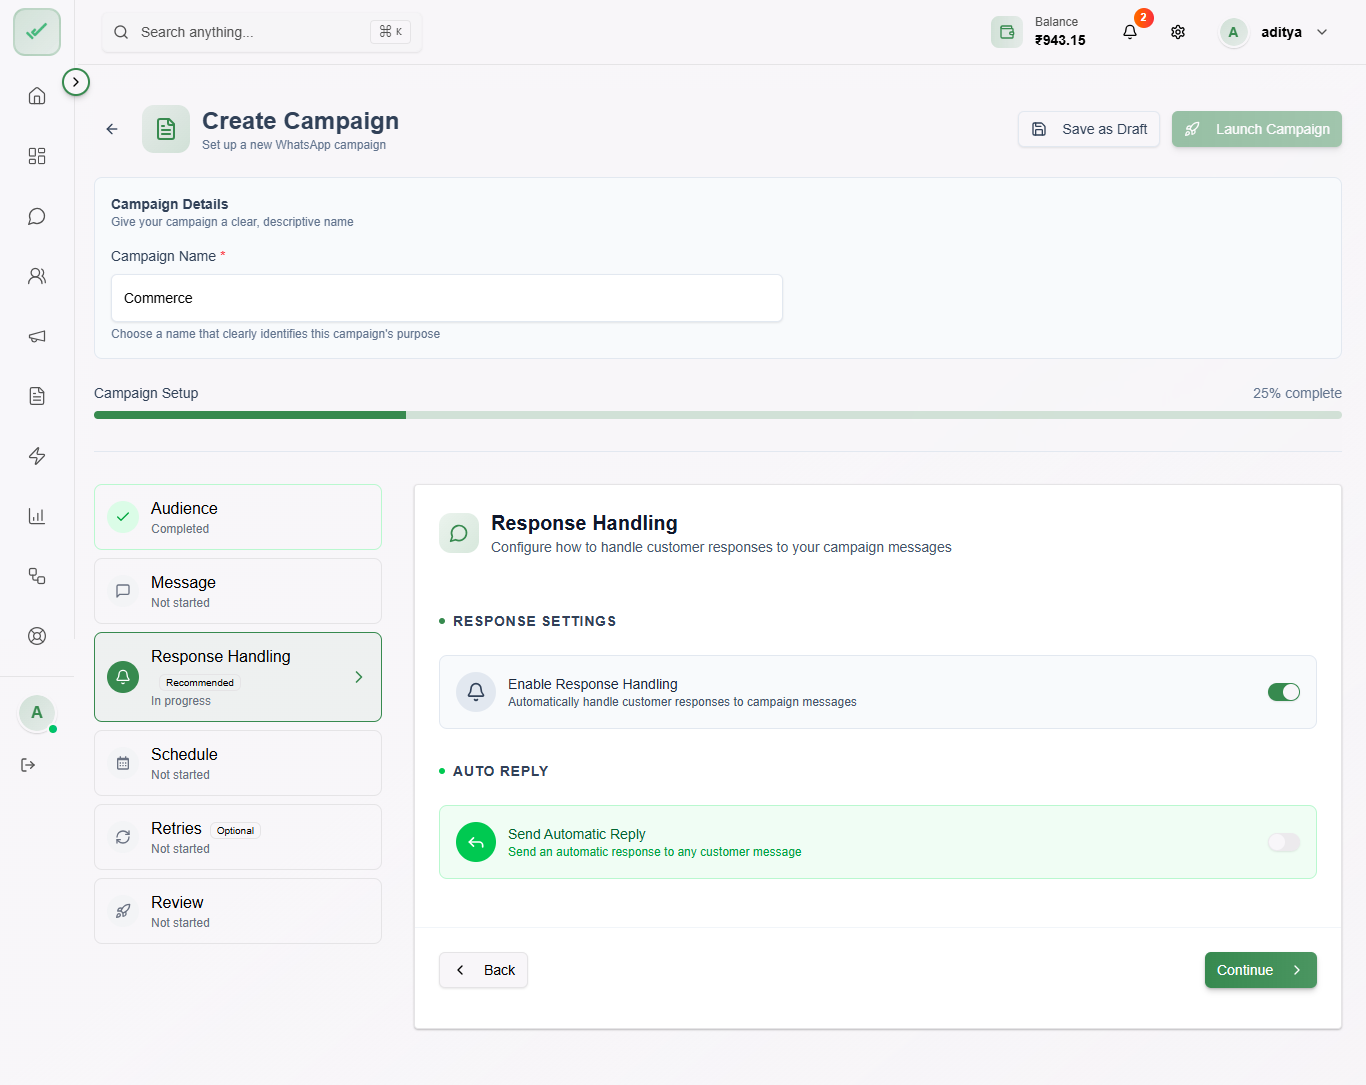 Search anything...
⌘ K
Balance
₹943.15
2
A
aditya
Create Campaign
Set up a new WhatsApp campaign
Save as Draft
Launch Campaign
Campaign Details
Give your campaign a clear, descriptive name
Campaign Name *
Commerce
Choose a name that clearly identifies this campaign's purpose
Campaign Setup
25% complete
Audience
Completed
Message
Not started
Response Handling
Recommended
In progress
Schedule
Not started
Retries Optional
Not started
Review
Not started
Response Handling
Configure how to handle customer responses to your campaign messages
RESPONSE SETTINGS
Enable Response Handling
Automatically handle customer responses to campaign messages
AUTO REPLY
Send Automatic Reply
Send an automatic response to any customer message
Back
Continue
A